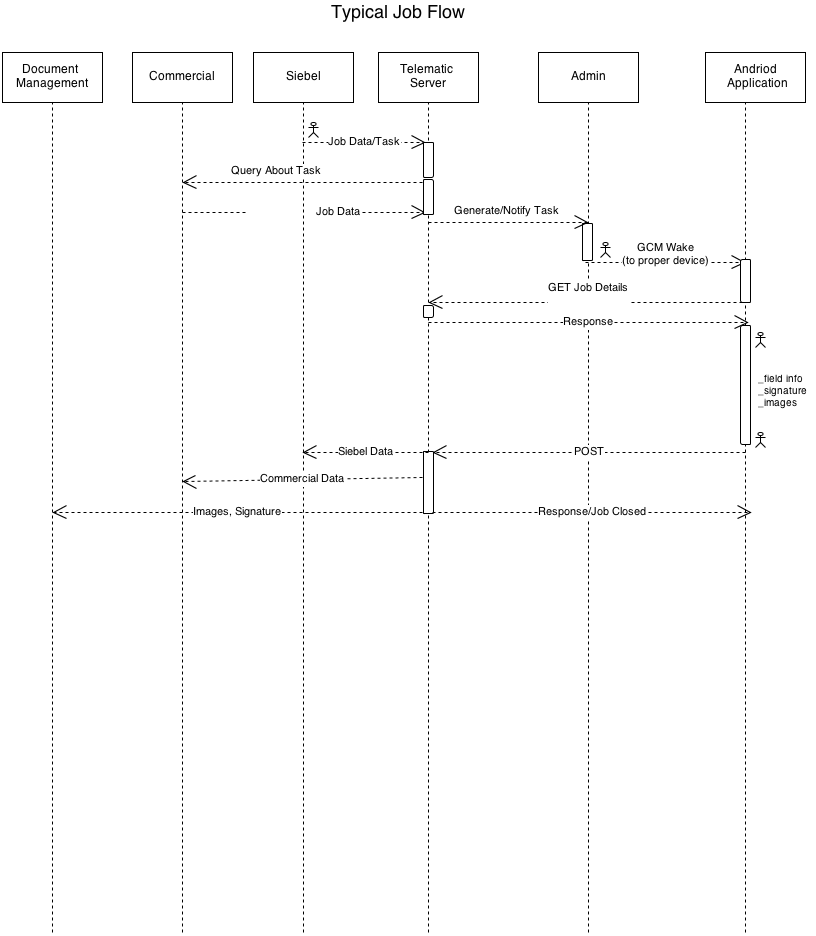 Typical Job Flow
Document
Management
Commercial
Siebel
Telematic
Server
Admin
Andriod
Application
Job Data/Task
Query About Task
Job Data
Generate/Notify Task
GCM Wake
(to proper device)
GET Job Details
Response
_field info
_signature
_images
Siebel Data
POST
Commercial Data
Images, Signature
Response/Job Closed